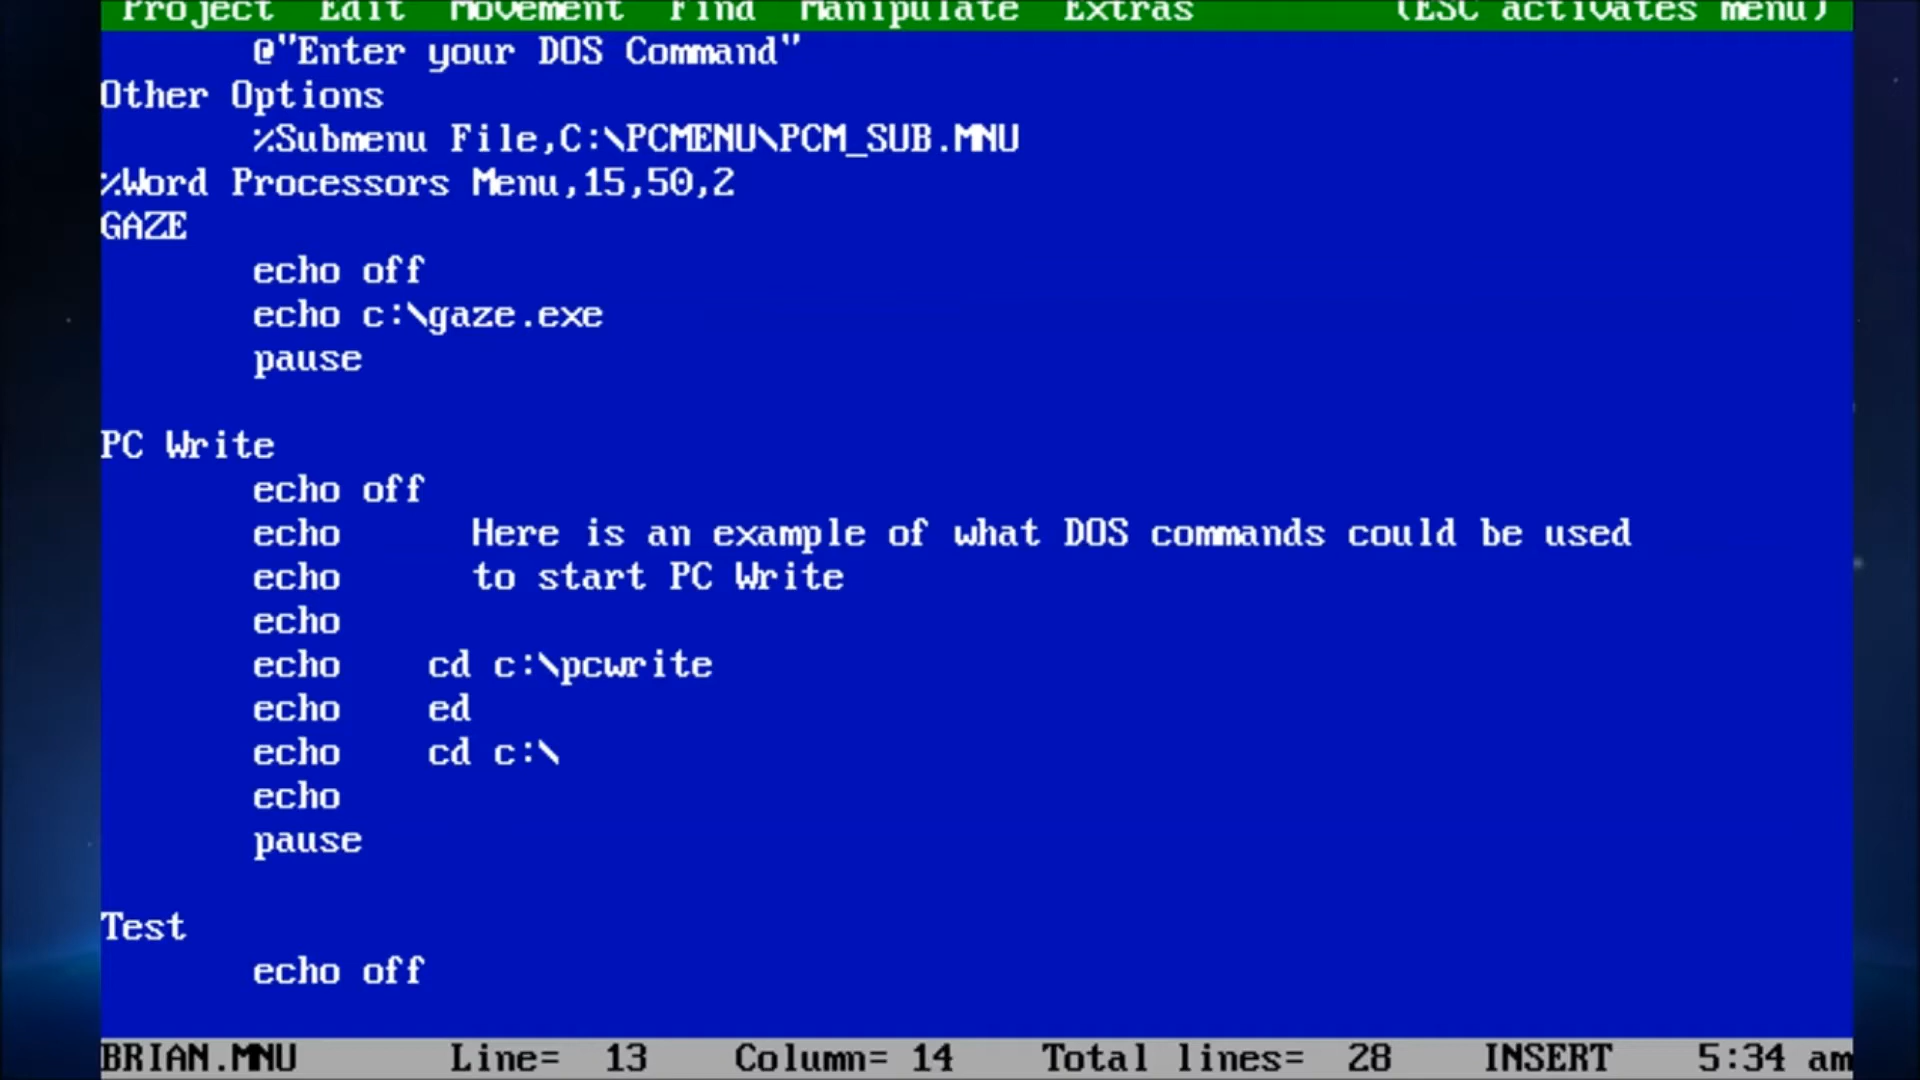 Project Edit Movement Find Manipulate Extras (ESC activates menu)
@"Enter your DOS Command"
Other Options
%Submenu File,C:\PCMENU\PCM_SUB.MNU
%Word Processors Menu,15,50,2
GAZE
echo off
echo c:\gaze.exe
pause
PC Write
echo off
echo Here is an example of what DOS commands could be used
echo to start PC Write
echo
echo cd c:\pcwrite
echo ed
echo cd c:\
echo
pause
Test
echo off
BRIAN.MNU Line= 13 Column= 14 Total lines= 28 INSERT 5:34 am